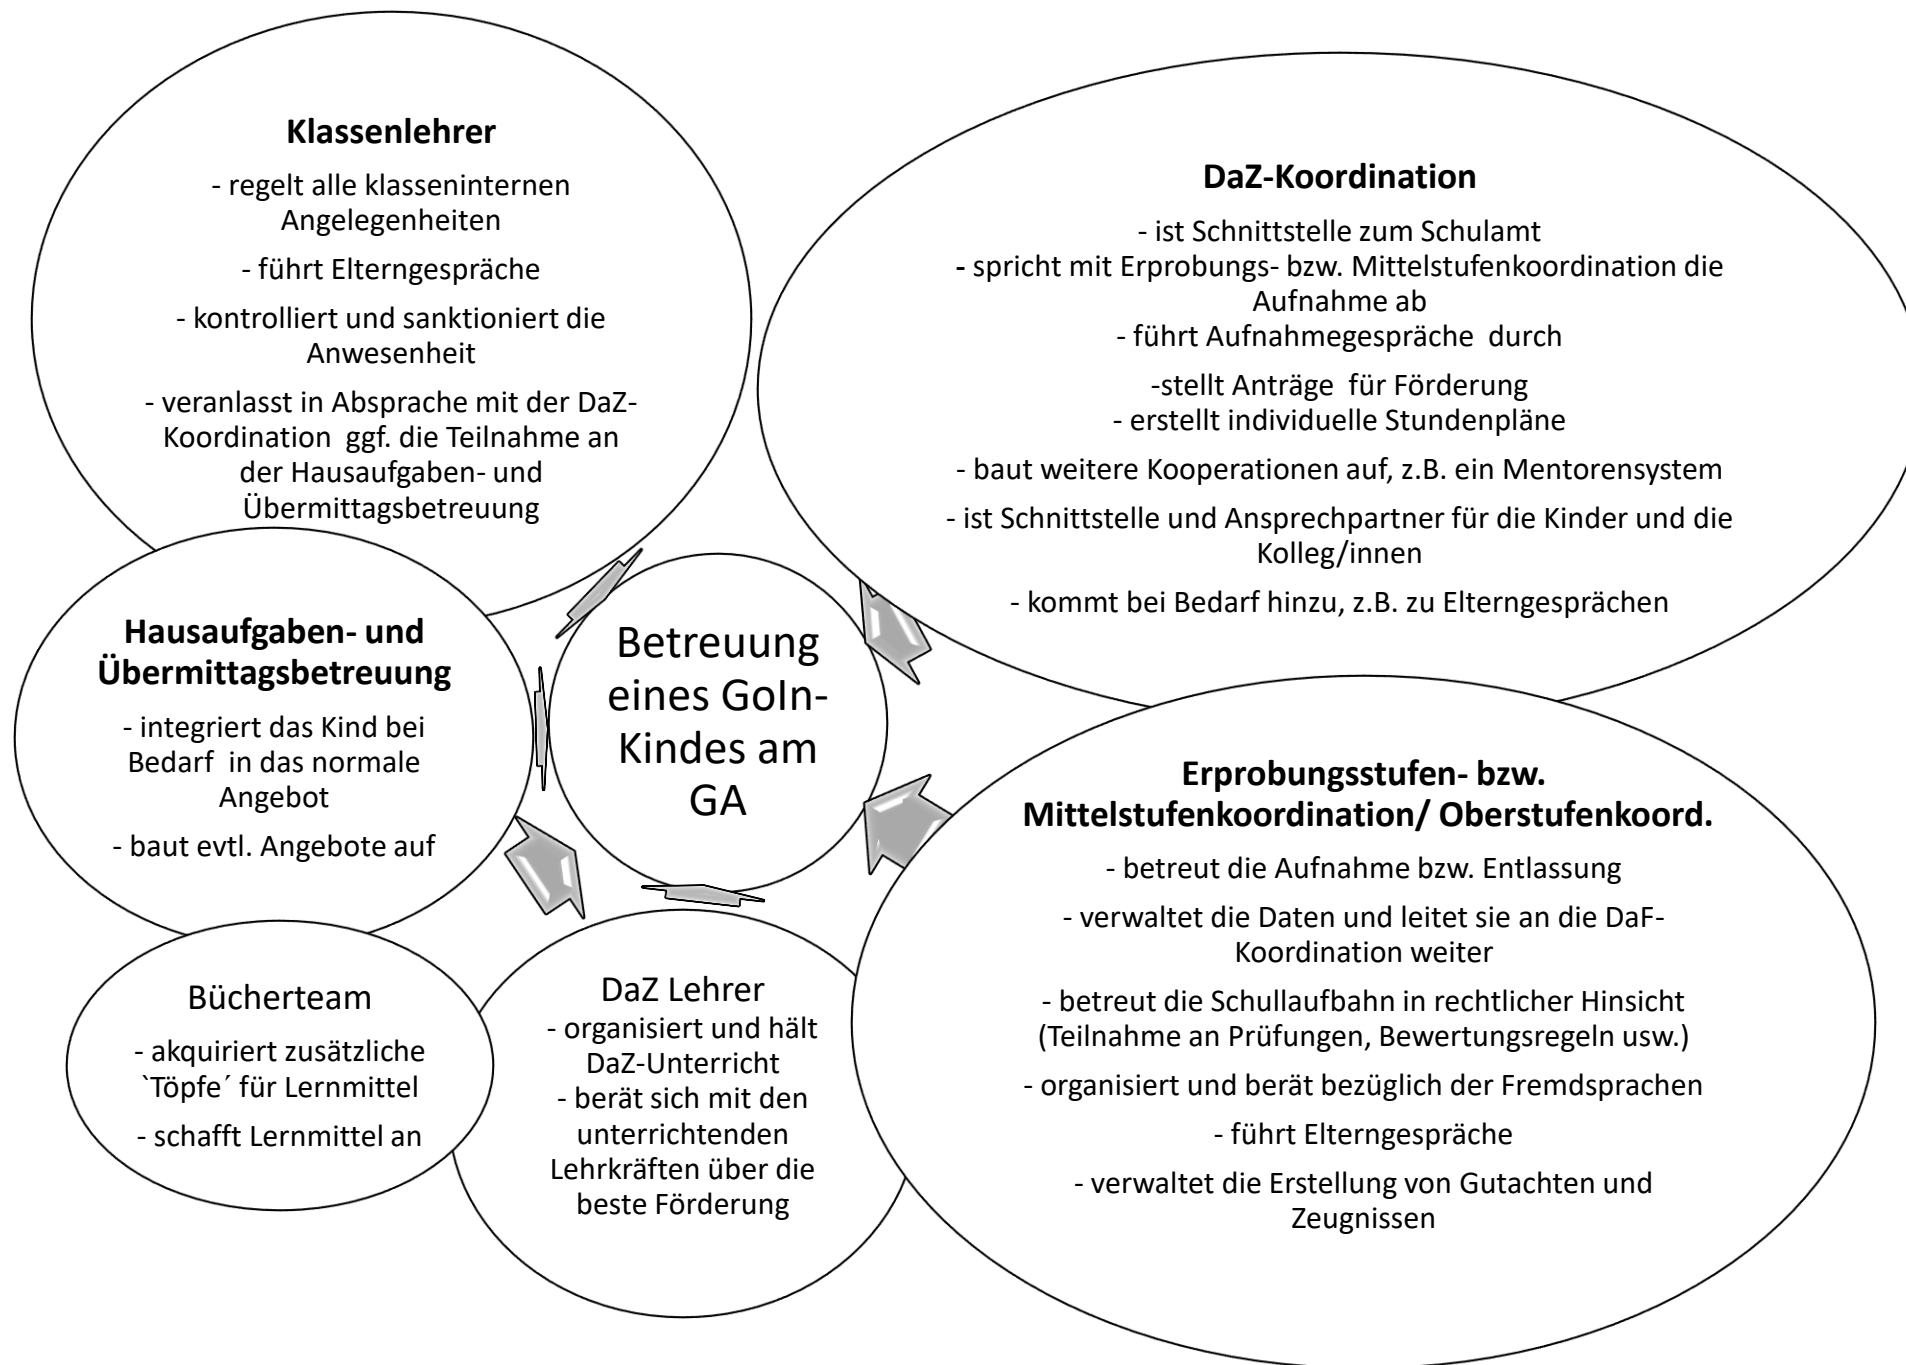 Klassenlehrer
- regelt alle klasseninternen
Angelegenheiten
- führt Elterngespräche
- kontrolliert und sanktioniert die
Anwesenheit
- veranlasst in Absprache mit der DaZ-
Koordination  ggf. die Teilnahme an
der Hausaufgaben- und
Übermittagsbetreuung
DaZ-Koordination
- ist Schnittstelle zum Schulamt
- spricht mit Erprobungs- bzw. Mittelstufenkoordination die
Aufnahme ab
- führt Aufnahmegespräche  durch
-stellt Anträge  für Förderung
- erstellt individuelle Stundenpläne
- baut weitere Kooperationen auf, z.B. ein Mentorensystem
- ist Schnittstelle und Ansprechpartner für die Kinder und die
Kolleg/innen
- kommt bei Bedarf hinzu, z.B. zu Elterngesprächen
Hausaufgaben- und
Übermittagsbetreuung
- integriert das Kind bei
Bedarf  in das normale
Angebot
- baut evtl. Angebote auf
Betreuung
eines GoIn-
Kindes am
GA
Erprobungsstufen- bzw.
Mittelstufenkoordination/ Oberstufenkoord.
- betreut die Aufnahme bzw. Entlassung
- verwaltet die Daten und leitet sie an die DaF-
Koordination weiter
- betreut die Schullaufbahn in rechtlicher Hinsicht
(Teilnahme an Prüfungen, Bewertungsregeln usw.)
- organisiert und berät bezüglich der Fremdsprachen
- führt Elterngespräche
- verwaltet die Erstellung von Gutachten und
Zeugnissen
Bücherteam
- akquiriert zusätzliche
`Töpfe´ für Lernmittel
- schafft Lernmittel an
DaZ Lehrer
- organisiert und hält
DaZ-Unterricht
- berät sich mit den
unterrichtenden
Lehrkräften über die
beste Förderung